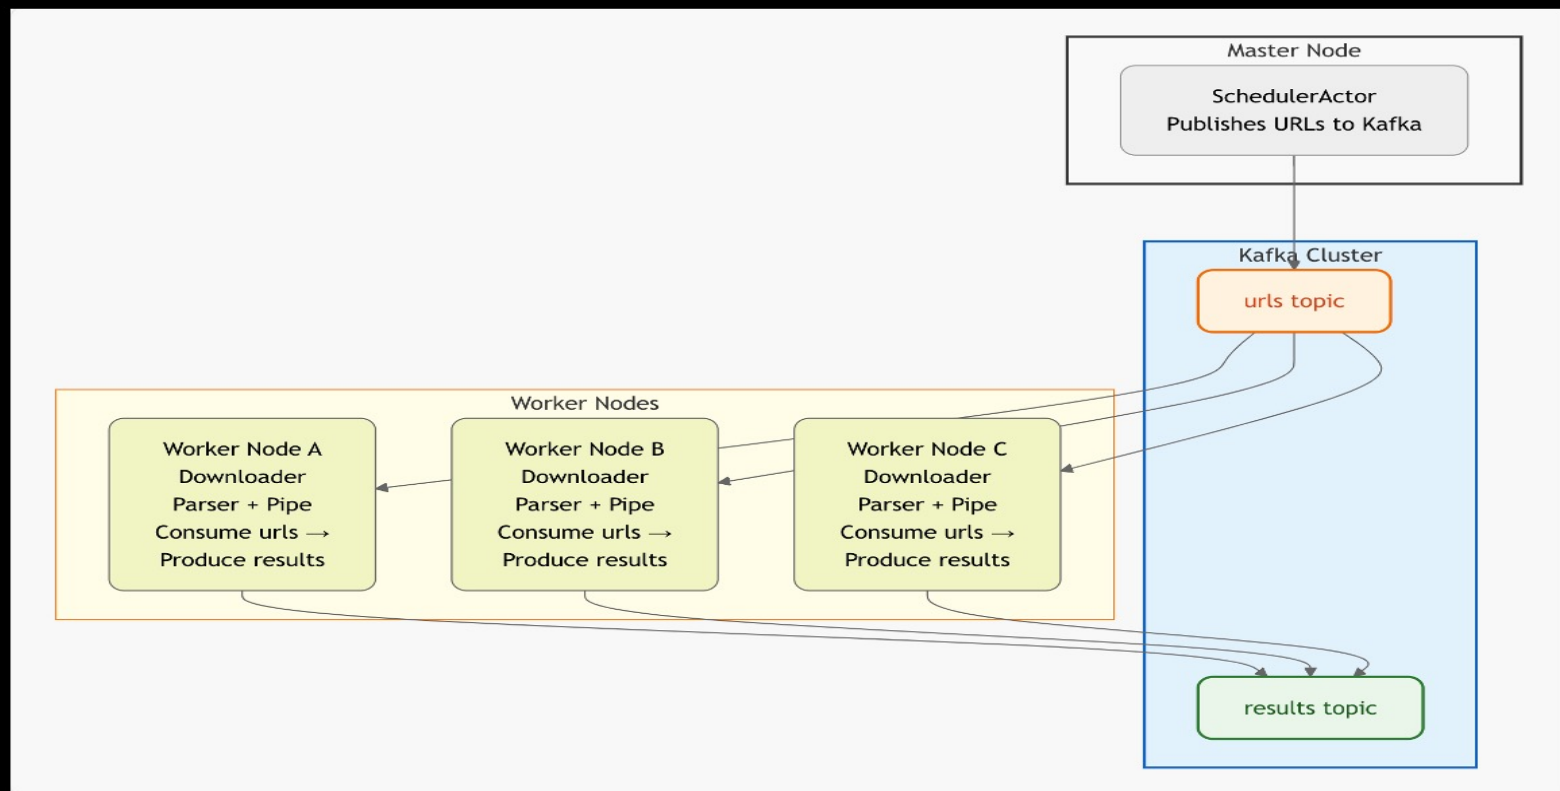 Master Node
SchedulerActor
Publishes URLs to Kafka
Kafka Cluster
urls topic
Worker Nodes
Worker Node A
Downloader
Parser + Pipe
Consume urls →
Produce results
Worker Node B
Downloader
Parser + Pipe
Consume urls →
Produce results
Worker Node C
Downloader
Parser + Pipe
Consume urls →
Produce results
results topic